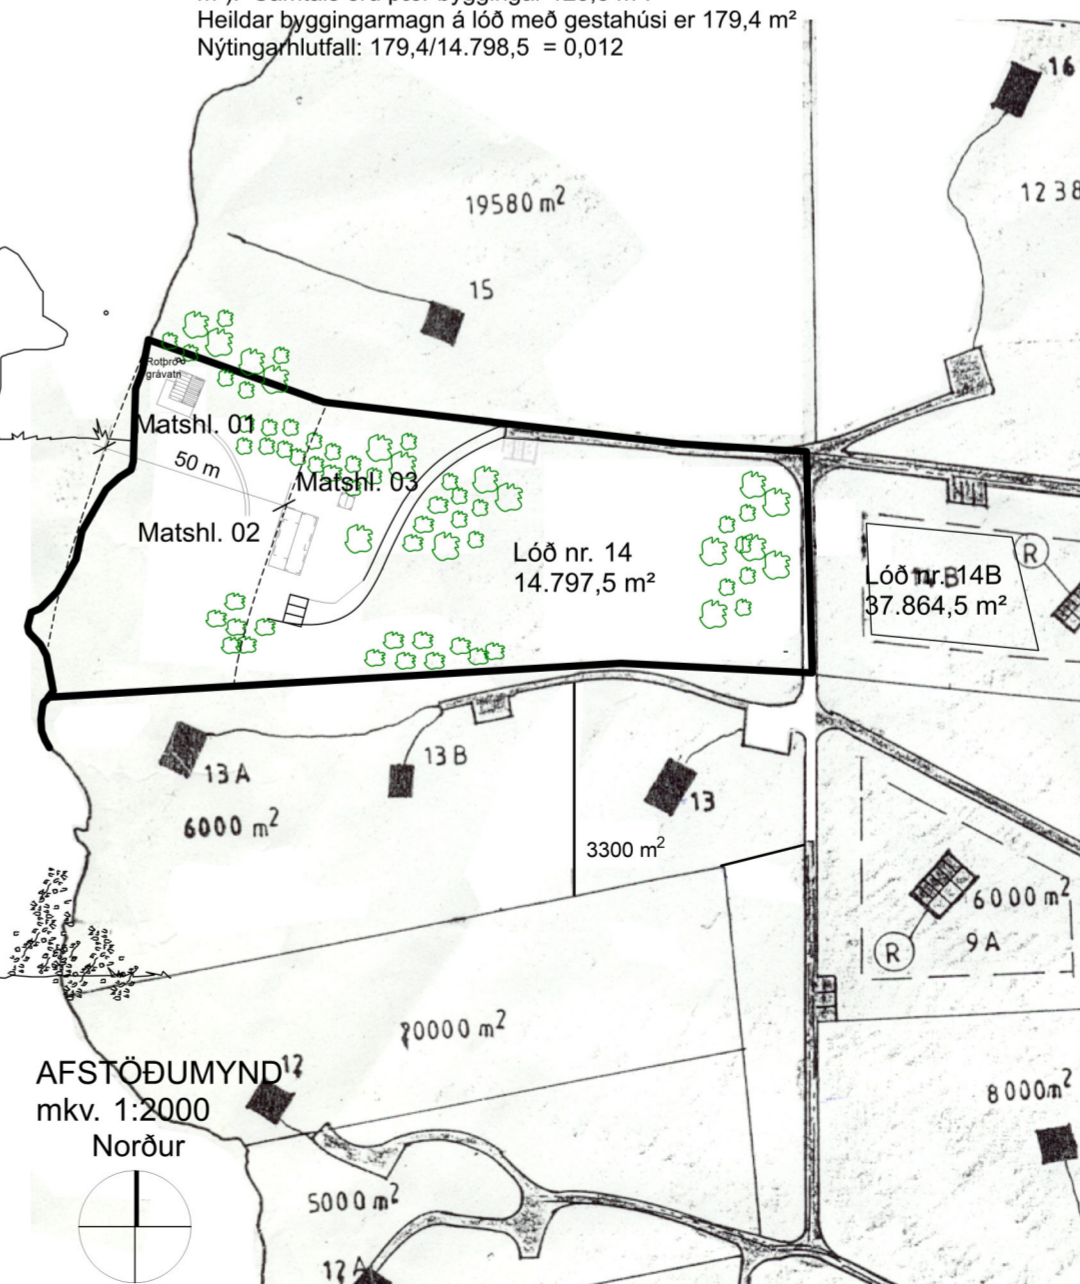 Heildar byggingarmagn á lóð með gestahúsi er 179,4 m²
Nýtingarhlutfall: 179,4/14.798,5 = 0,012
16
19580 m²
1238
15
Rotþró
grávatn
Matshl. 01
50 m
Matshl. 03
Matshl. 02
Lóð nr. 14
14.797,5 m²
R
Lóð nr. 14B
37.864,5 m²
13 A
13 B
13
6000 m²
3300 m²
6000 m²
9 A
R
20000 m²
12
AFSTÖÐUMYND
mkv. 1:2000
Norður
8000m²
5000 m²
12 A